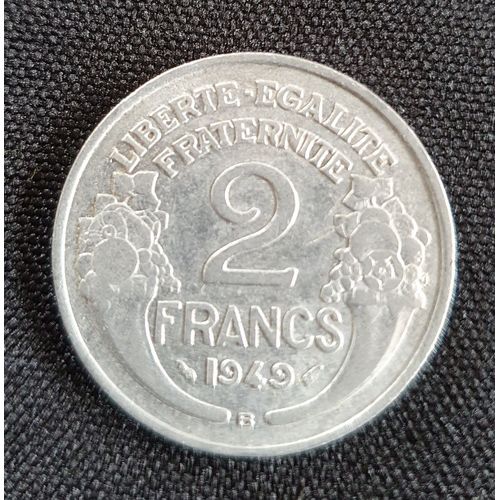 LIBERTE·EGALITE
FRATERNITE
2
FRANCS
1949
B